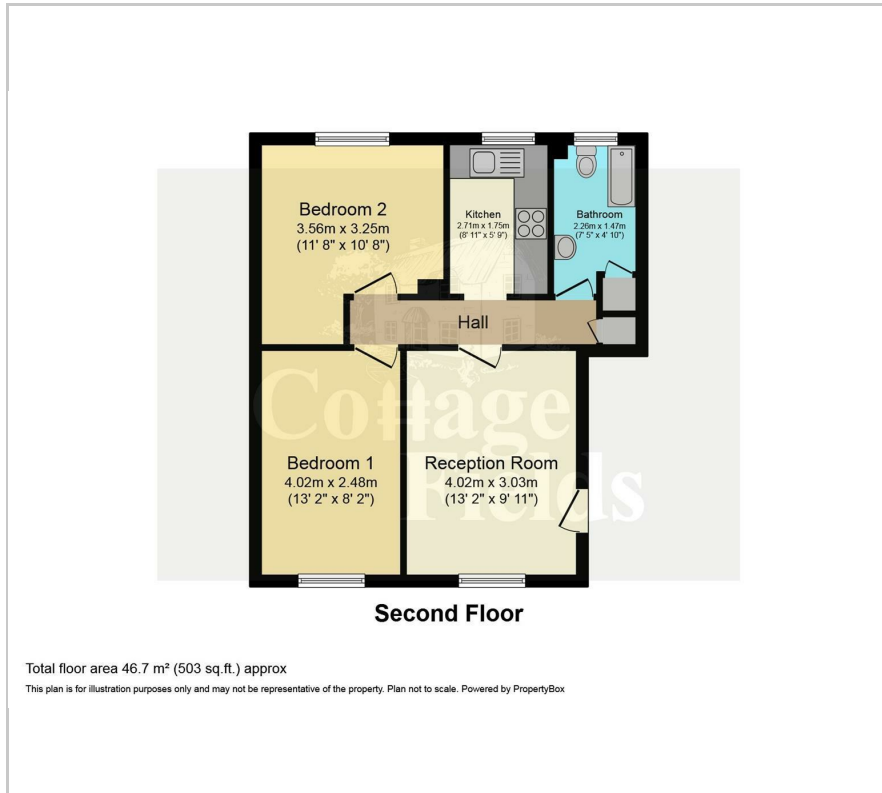 Bedroom 2
3.56m x 3.25m
(11' 8" x 10' 8")
Kitchen
2.71m x 1.75m
(8' 11" x 5' 9")
Bathroom
2.26m x 1.47m
(7' 5" x 4' 10")
Hall
Cottage
Fields
Bedroom 1
4.02m x 2.48m
(13' 2" x 8' 2")
Reception Room
4.02m x 3.03m
(13' 2" x 9' 11")
Second Floor
Total floor area 46.7 m² (503 sq.ft.) approx
This plan is for illustration purposes only and may not be representative of the property. Plan not to scale. Powered by PropertyBox